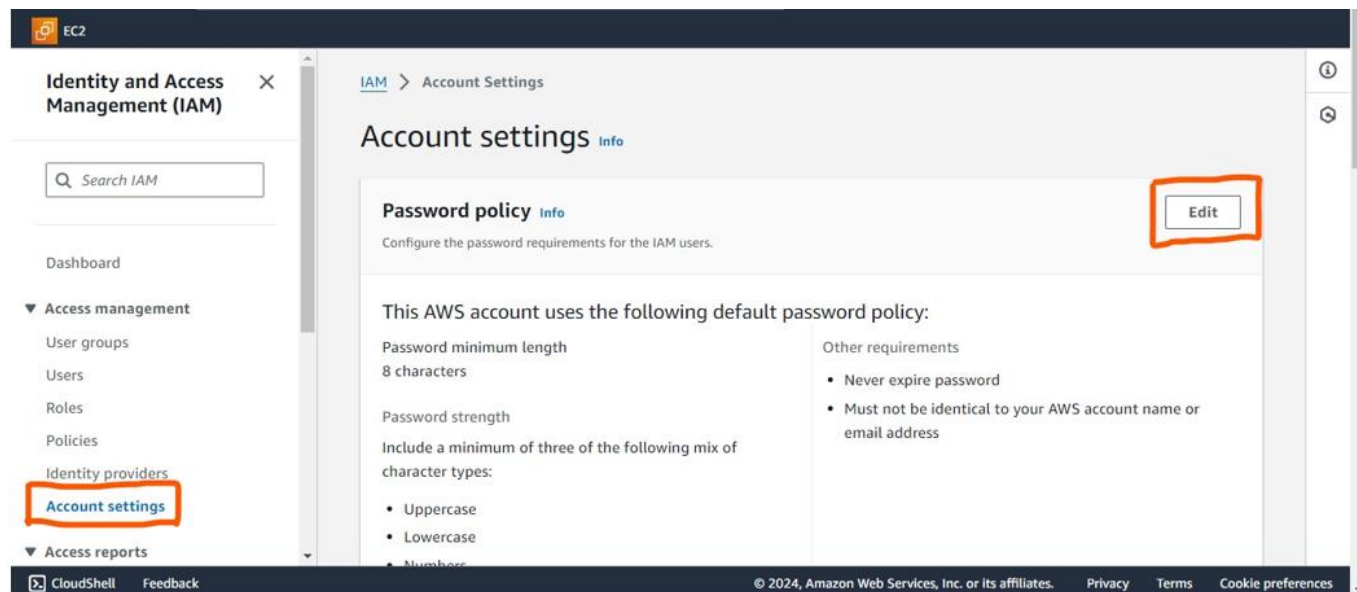 EC2
Identity and Access
Management (IAM)
Search IAM
Dashboard
Access management
User groups
Users
Roles
Policies
Identity providers
Account settings
Access reports
IAM > Account Settings
Account settings Info
Password policy Info
Edit
Configure the password requirements for the IAM users.
This AWS account uses the following default password policy:
Password minimum length
8 characters
Password strength
Include a minimum of three of the following mix of
character types:
• Uppercase
• Lowercase
• Numbers
Other requirements
• Never expire password
• Must not be identical to your AWS account name or
email address
CloudShell Feedback
© 2024, Amazon Web Services, Inc. or its affiliates. Privacy Terms Cookie preferences